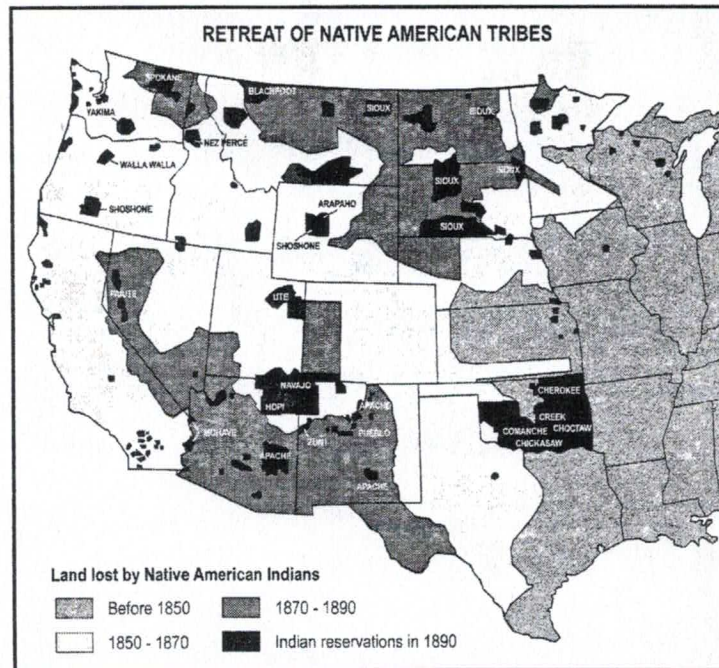 RETREAT OF NATIVE AMERICAN TRIBES
SPOKANE
BLACKFOOT
SIOUX
SIOUX
YAKIMA
NEZ PERCÉ
WALLA WALLA
SIOUX
SIOUX
ARAPAHO
SHOSHONE
SHOSHONE
SIOUX
PAIUTE
UTE
NAVAJO
HOPI
CHEROKEE
APACHE
CREEK
MOHAVE
ZUNI
PUEBLO
COMANCHE
CHOCTAW
CHICKASAW
APACHE
APACHE
Land lost by Native American Indians
Before 1850
1870 - 1890
1850 - 1870
Indian reservations in 1890